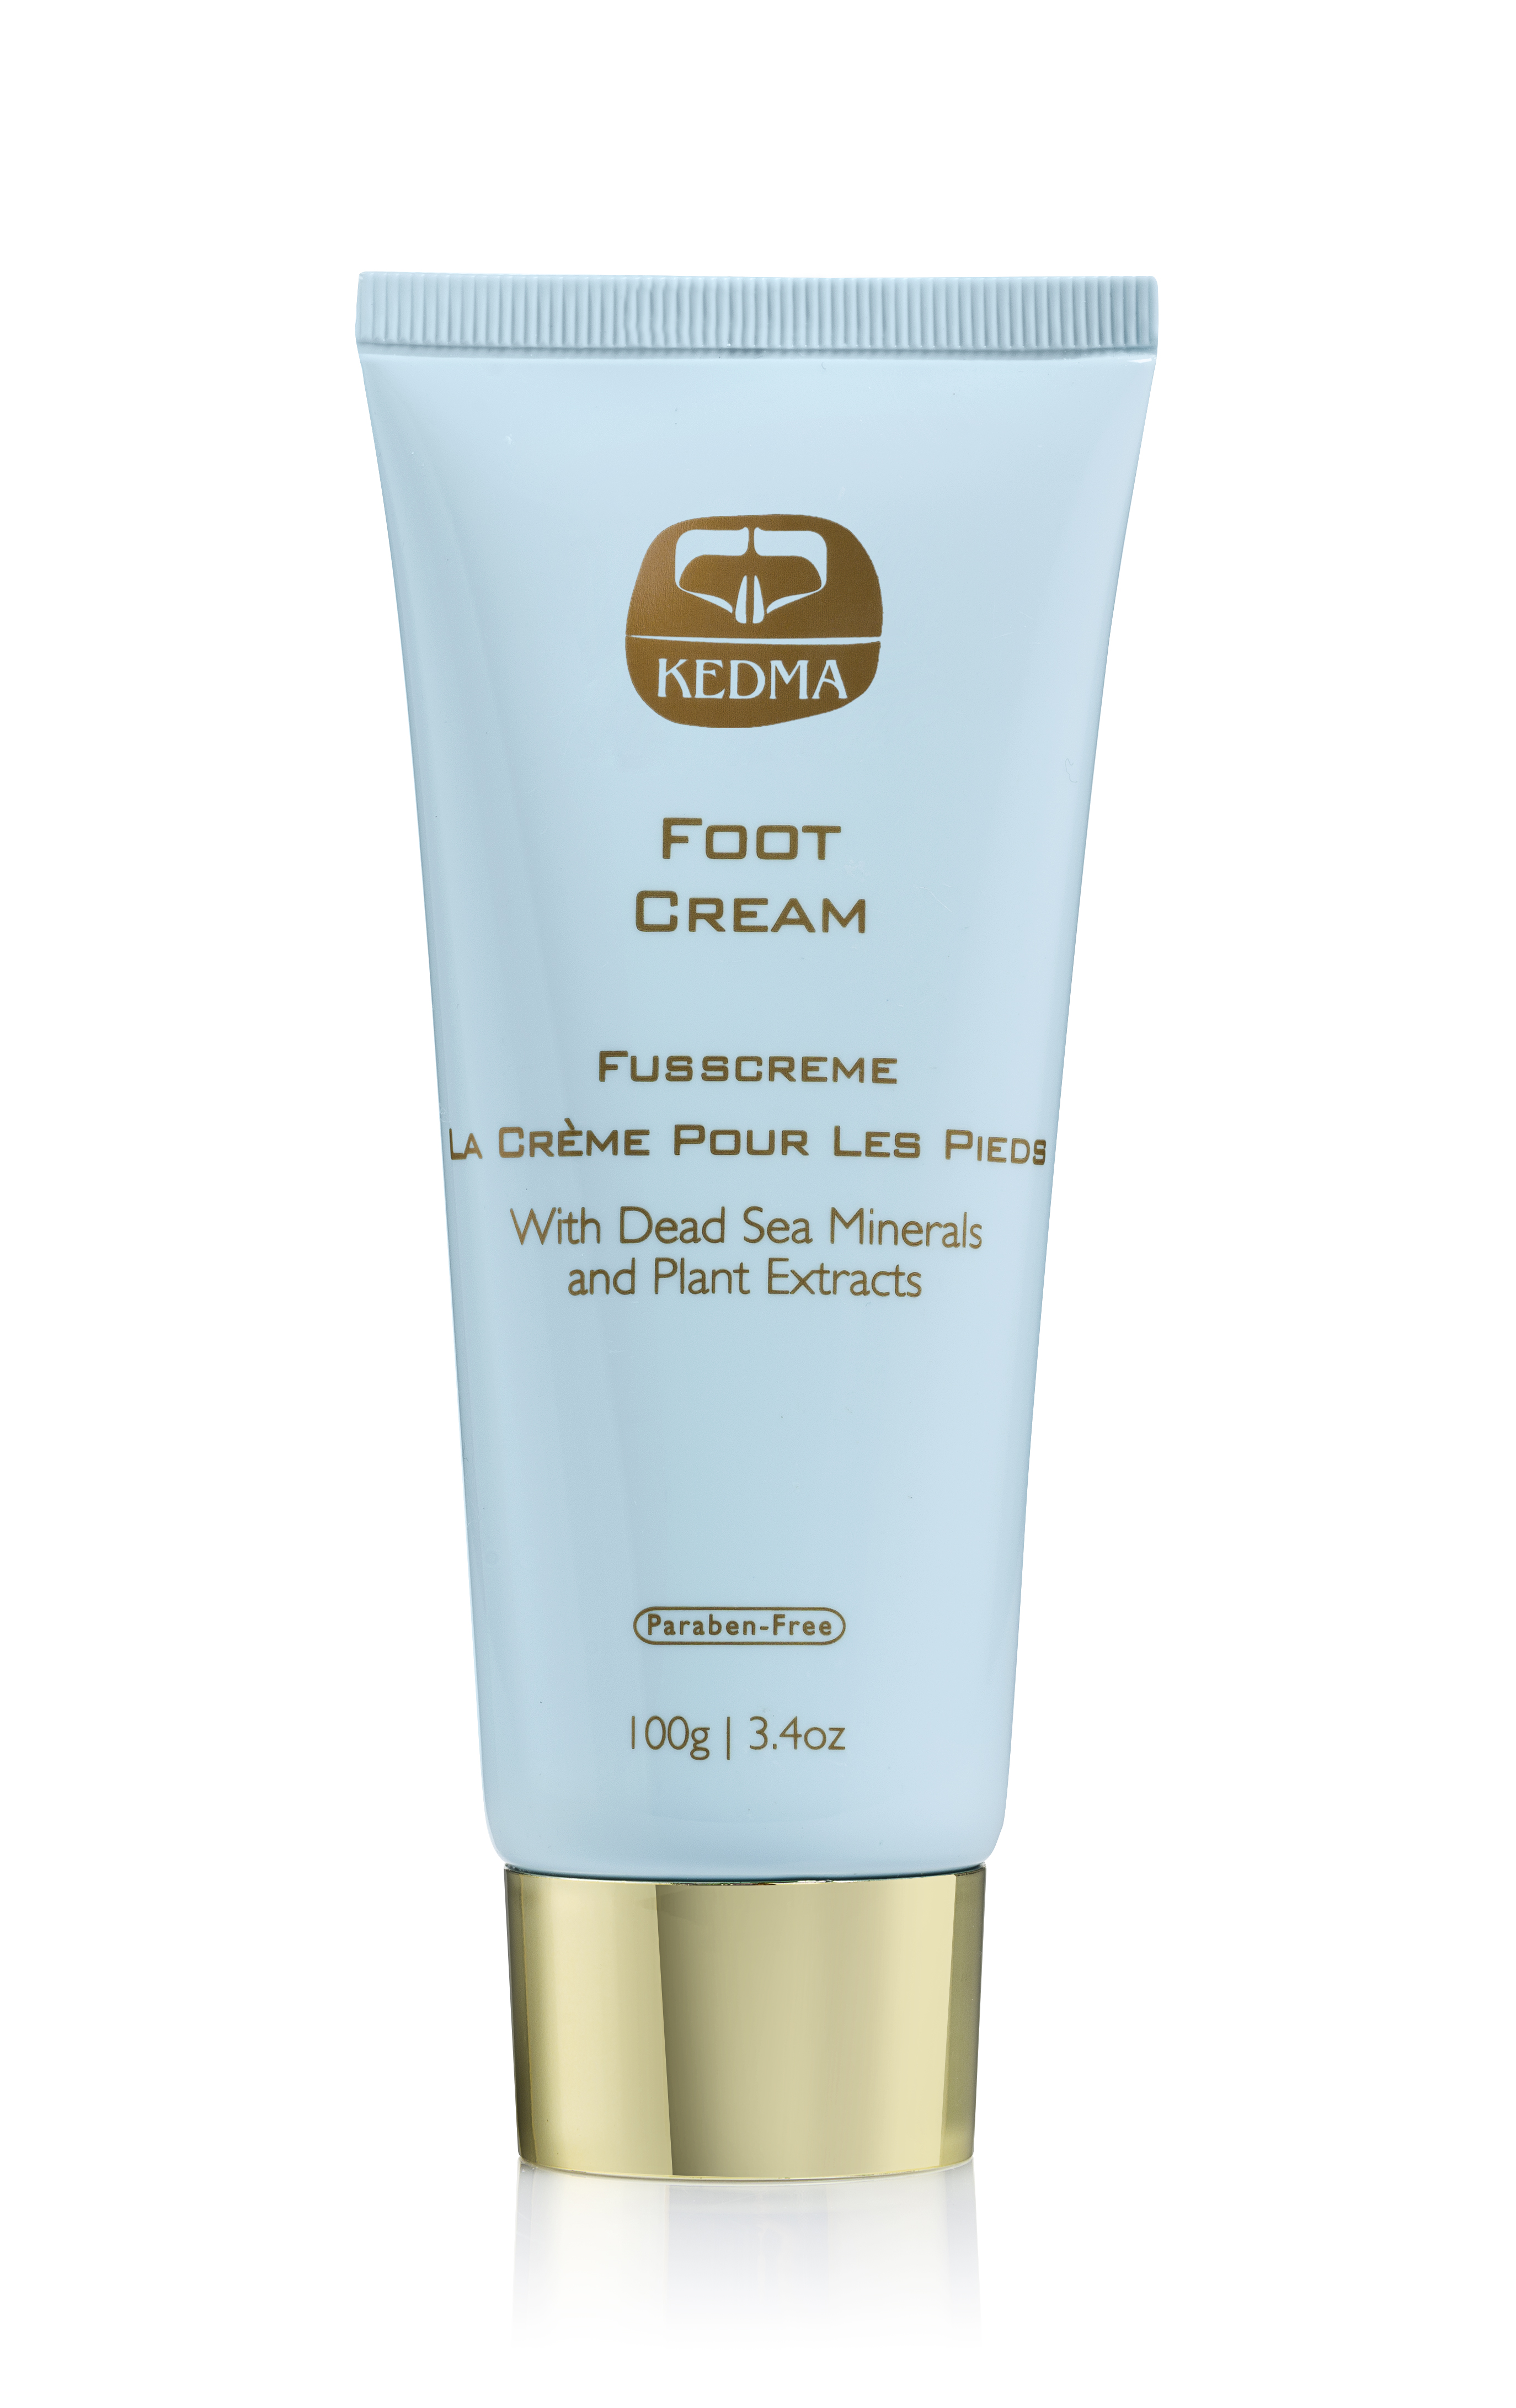 KEDMA
FOOT
CREAM
FUSSCREME
LA CRÈME POUR LES PIEDS
With Dead Sea Minerals
and Plant Extracts
Paraben-Free
100g | 3.4oz